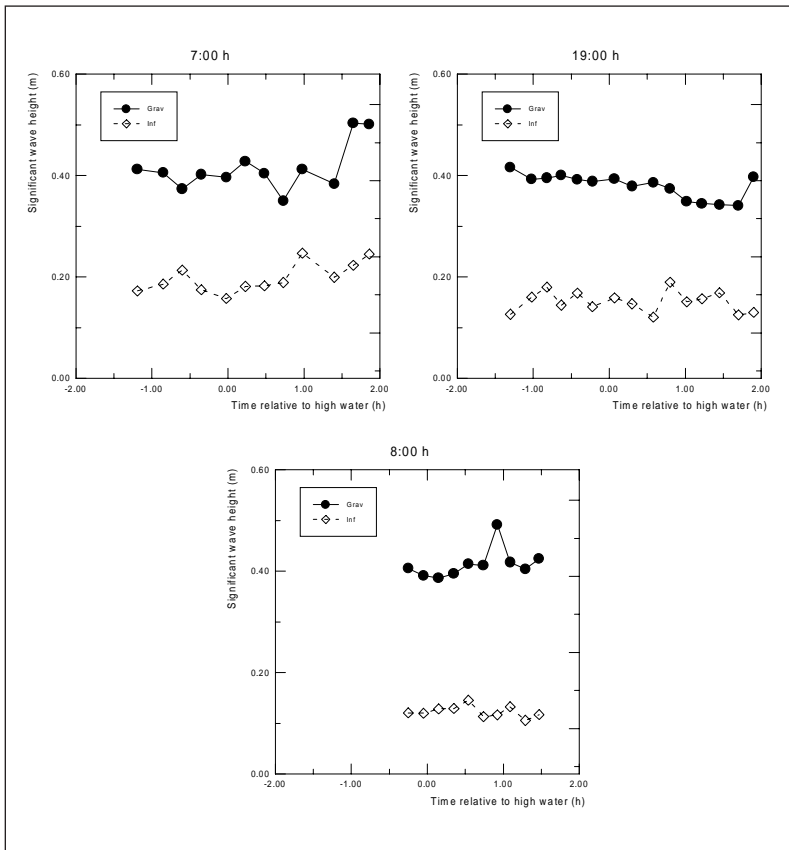 7:00 h
0.60
0.40
0.20
0.00
Significant wave height (m)
Grav
Inf
-2.00 -1.00 0.00 1.00 2.00
Time relative to high water (h)
19:00 h
0.60
0.40
0.20
0.00
Significant wave height (m)
Grav
Inf
-2.00 -1.00 0.00 1.00 2.00
Time relative to high water (h)
8:00 h
0.60
0.40
0.20
0.00
Significant wave height (m)
Grav
Inf
-2.00 -1.00 0.00 1.00 2.00
Time relative to high water (h)